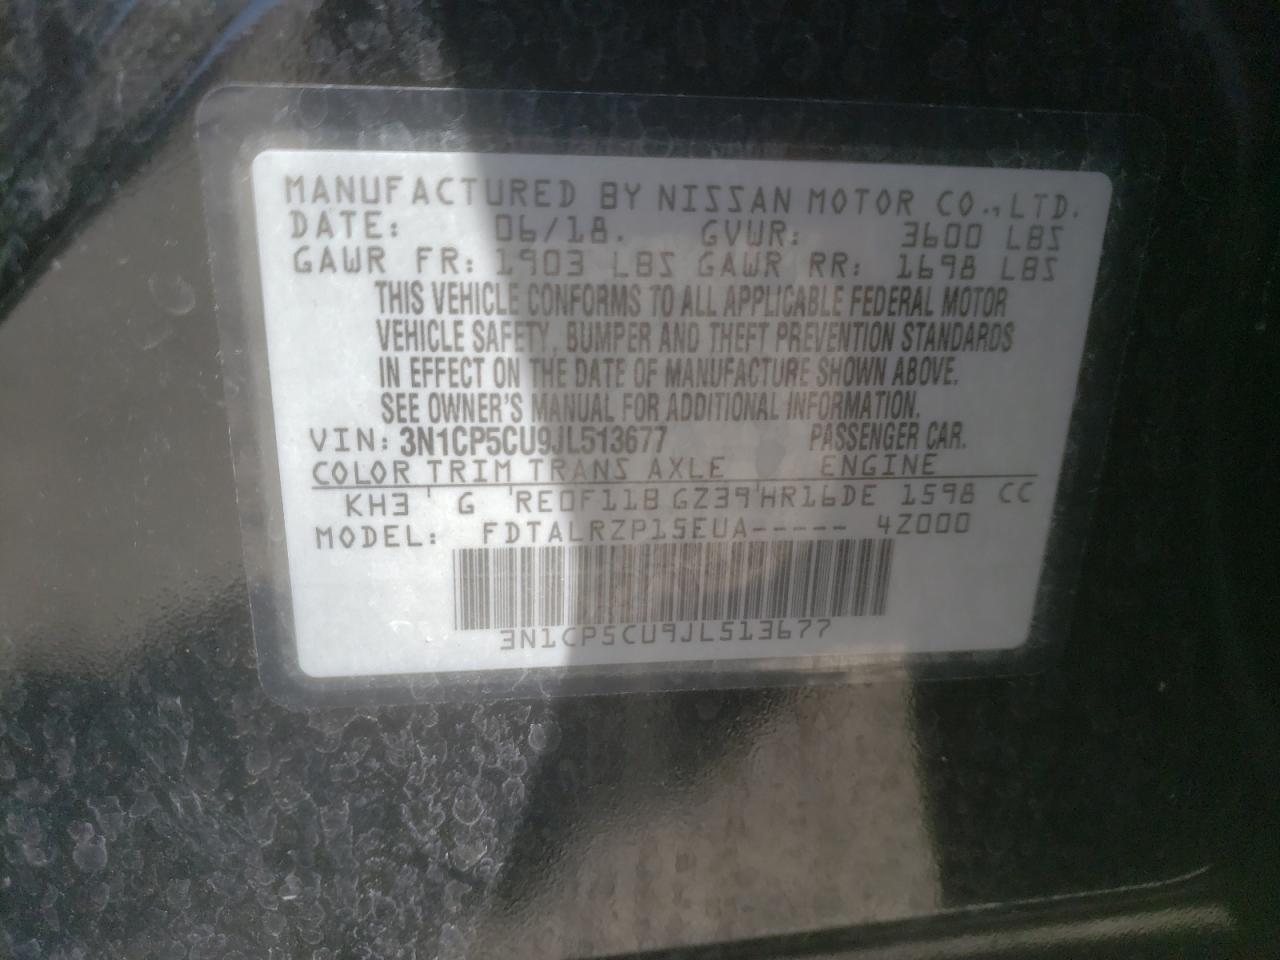 MANUFACTURED BY NISSAN MOTOR CO.,LTD.
DATE: 06/18. GVWR: 3600 LBS
GAWR FR: 1903 LBS GAWR RR: 1698 LBS
THIS VEHICLE CONFORMS TO ALL APPLICABLE FEDERAL MOTOR
VEHICLE SAFETY, BUMPER AND THEFT PREVENTION STANDARDS
IN EFFECT ON THE DATE OF MANUFACTURE SHOWN ABOVE.
SEE OWNER'S MANUAL FOR ADDITIONAL INFORMATION.
VIN: 3N1CP5CU9JL513677 PASSENGER CAR.
COLOR TRIM TRANS AXLE ENGINE
KH3 ' G 'RE0F11B GZ39'HR16DE 1598 CC
MODEL: FDTALRZP15EUA----- 4Z000
3N1CP5CU9JL513677